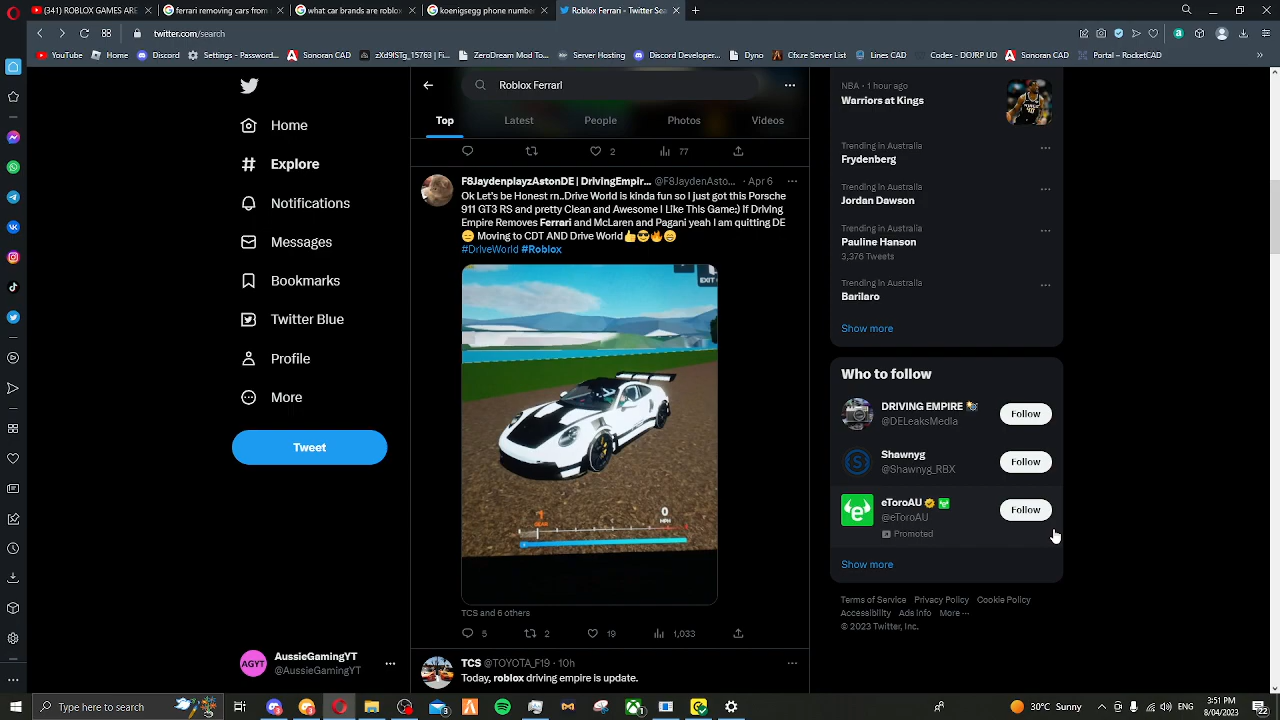 (341) ROBLOX GAMES ARE
ferrari removing cars from
what car brands are roblox
koenigsgg phone number
Roblox Ferrari - Twitter Sea
twitter.com/search
YouTube
Home
Discord
Settings - Password...
Sonoran CAD
Server Hosting
Discord Developer...
Dyno
Cfx.re Server List
Lines CAD
Codes - DOJRP UD
Sonoran CAD
Portal - RocketCAD
Home
Explore
Notifications
Messages
Bookmarks
Twitter Blue
Profile
More
Tweet
AGYT
AussieGamingYT
@AussieGamingYT
Roblox Ferrari
Top
Latest
People
Photos
Videos
2
77
F8JaydenplayzAstonDE | DrivingEmpir... @F8JaydenAsto... · Apr 6
Ok Let's be Honest rn..Drive World is kinda fun so I just got this Porsche
911 GT3 RS and pretty Clean and Awesome I Like This Game:) If Driving
Empire Removes Ferrari and McLaren and Pagani yeah I am quitting DE
😑 Moving to CDT AND Drive World👍😎🔥😄
#DriveWorld #Roblox
EXIT
1
GEAR
0
MPH
TCS and 6 others
5
2
19
1,033
TCS @TOYOTA_F19 · 10h
Today, roblox driving empire is update.
NBA · 1 hour ago
Warriors at Kings
Trending in Australia
Frydenberg
Trending in Australia
Jordan Dawson
Trending in Australia
Pauline Hanson
3,376 Tweets
Trending in Australia
Barilaro
Show more
Who to follow
DRIVING EMPIRE
@DELeaksMedia
Follow
Shawnyg
@Shawnyg_RBX
Follow
eToroAU
@eToroAU
Promoted
Follow
Show more
Terms of Service Privacy Policy Cookie Policy
Accessibility Ads info More ···
© 2023 Twitter, Inc.
Type here to search
30°C Sunny
3:51 PM
8/04/2023